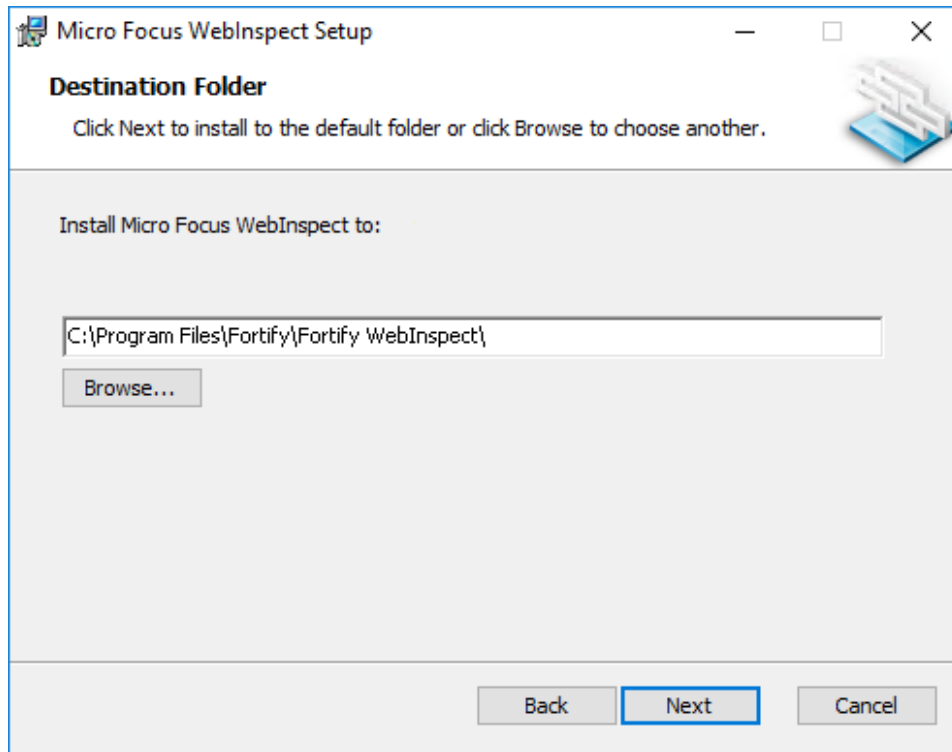 Micro Focus WebInspect Setup
Destination Folder
Click Next to install to the default folder or click Browse to choose another.
Install Micro Focus WebInspect to:
C:\Program Files\Fortify\Fortify WebInspect\
Browse...
Back Next Cancel